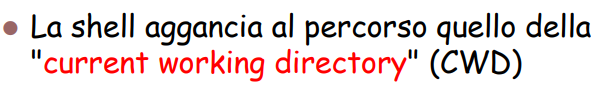 ● La shell aggancia al percorso quello della
"current working directory" (CWD)